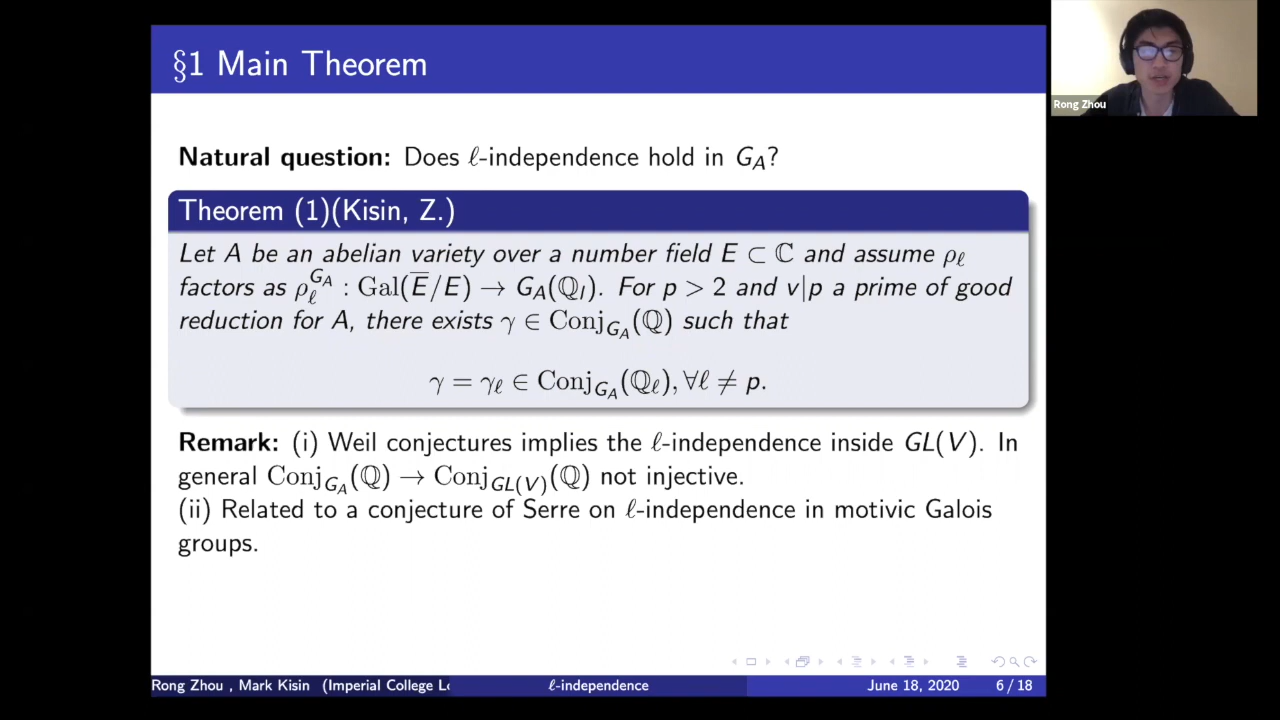 §1 Main Theorem
Rong Zhou
Natural question: Does ℓ-independence hold in G_A?
Theorem (1)(Kisin, Z.)
Let A be an abelian variety over a number field E ⊂ ℂ and assume ρ_ℓ
factors as ρ_ℓ^{G_A} : Gal(E̅/E) → G_A(ℚ_l). For p > 2 and v|p a prime of good
reduction for A, there exists γ ∈ Conj_{G_A}(ℚ) such that
γ = γ_ℓ ∈ Conj_{G_A}(ℚ_ℓ), ∀ℓ ≠ p.
Remark: (i) Weil conjectures implies the ℓ-independence inside GL(V). In
general Conj_{G_A}(ℚ) → Conj_{GL(V)}(ℚ) not injective.
(ii) Related to a conjecture of Serre on ℓ-independence in motivic Galois
groups.
Rong Zhou , Mark Kisin (Imperial College Lo ℓ-independence June 18, 2020 6 / 18